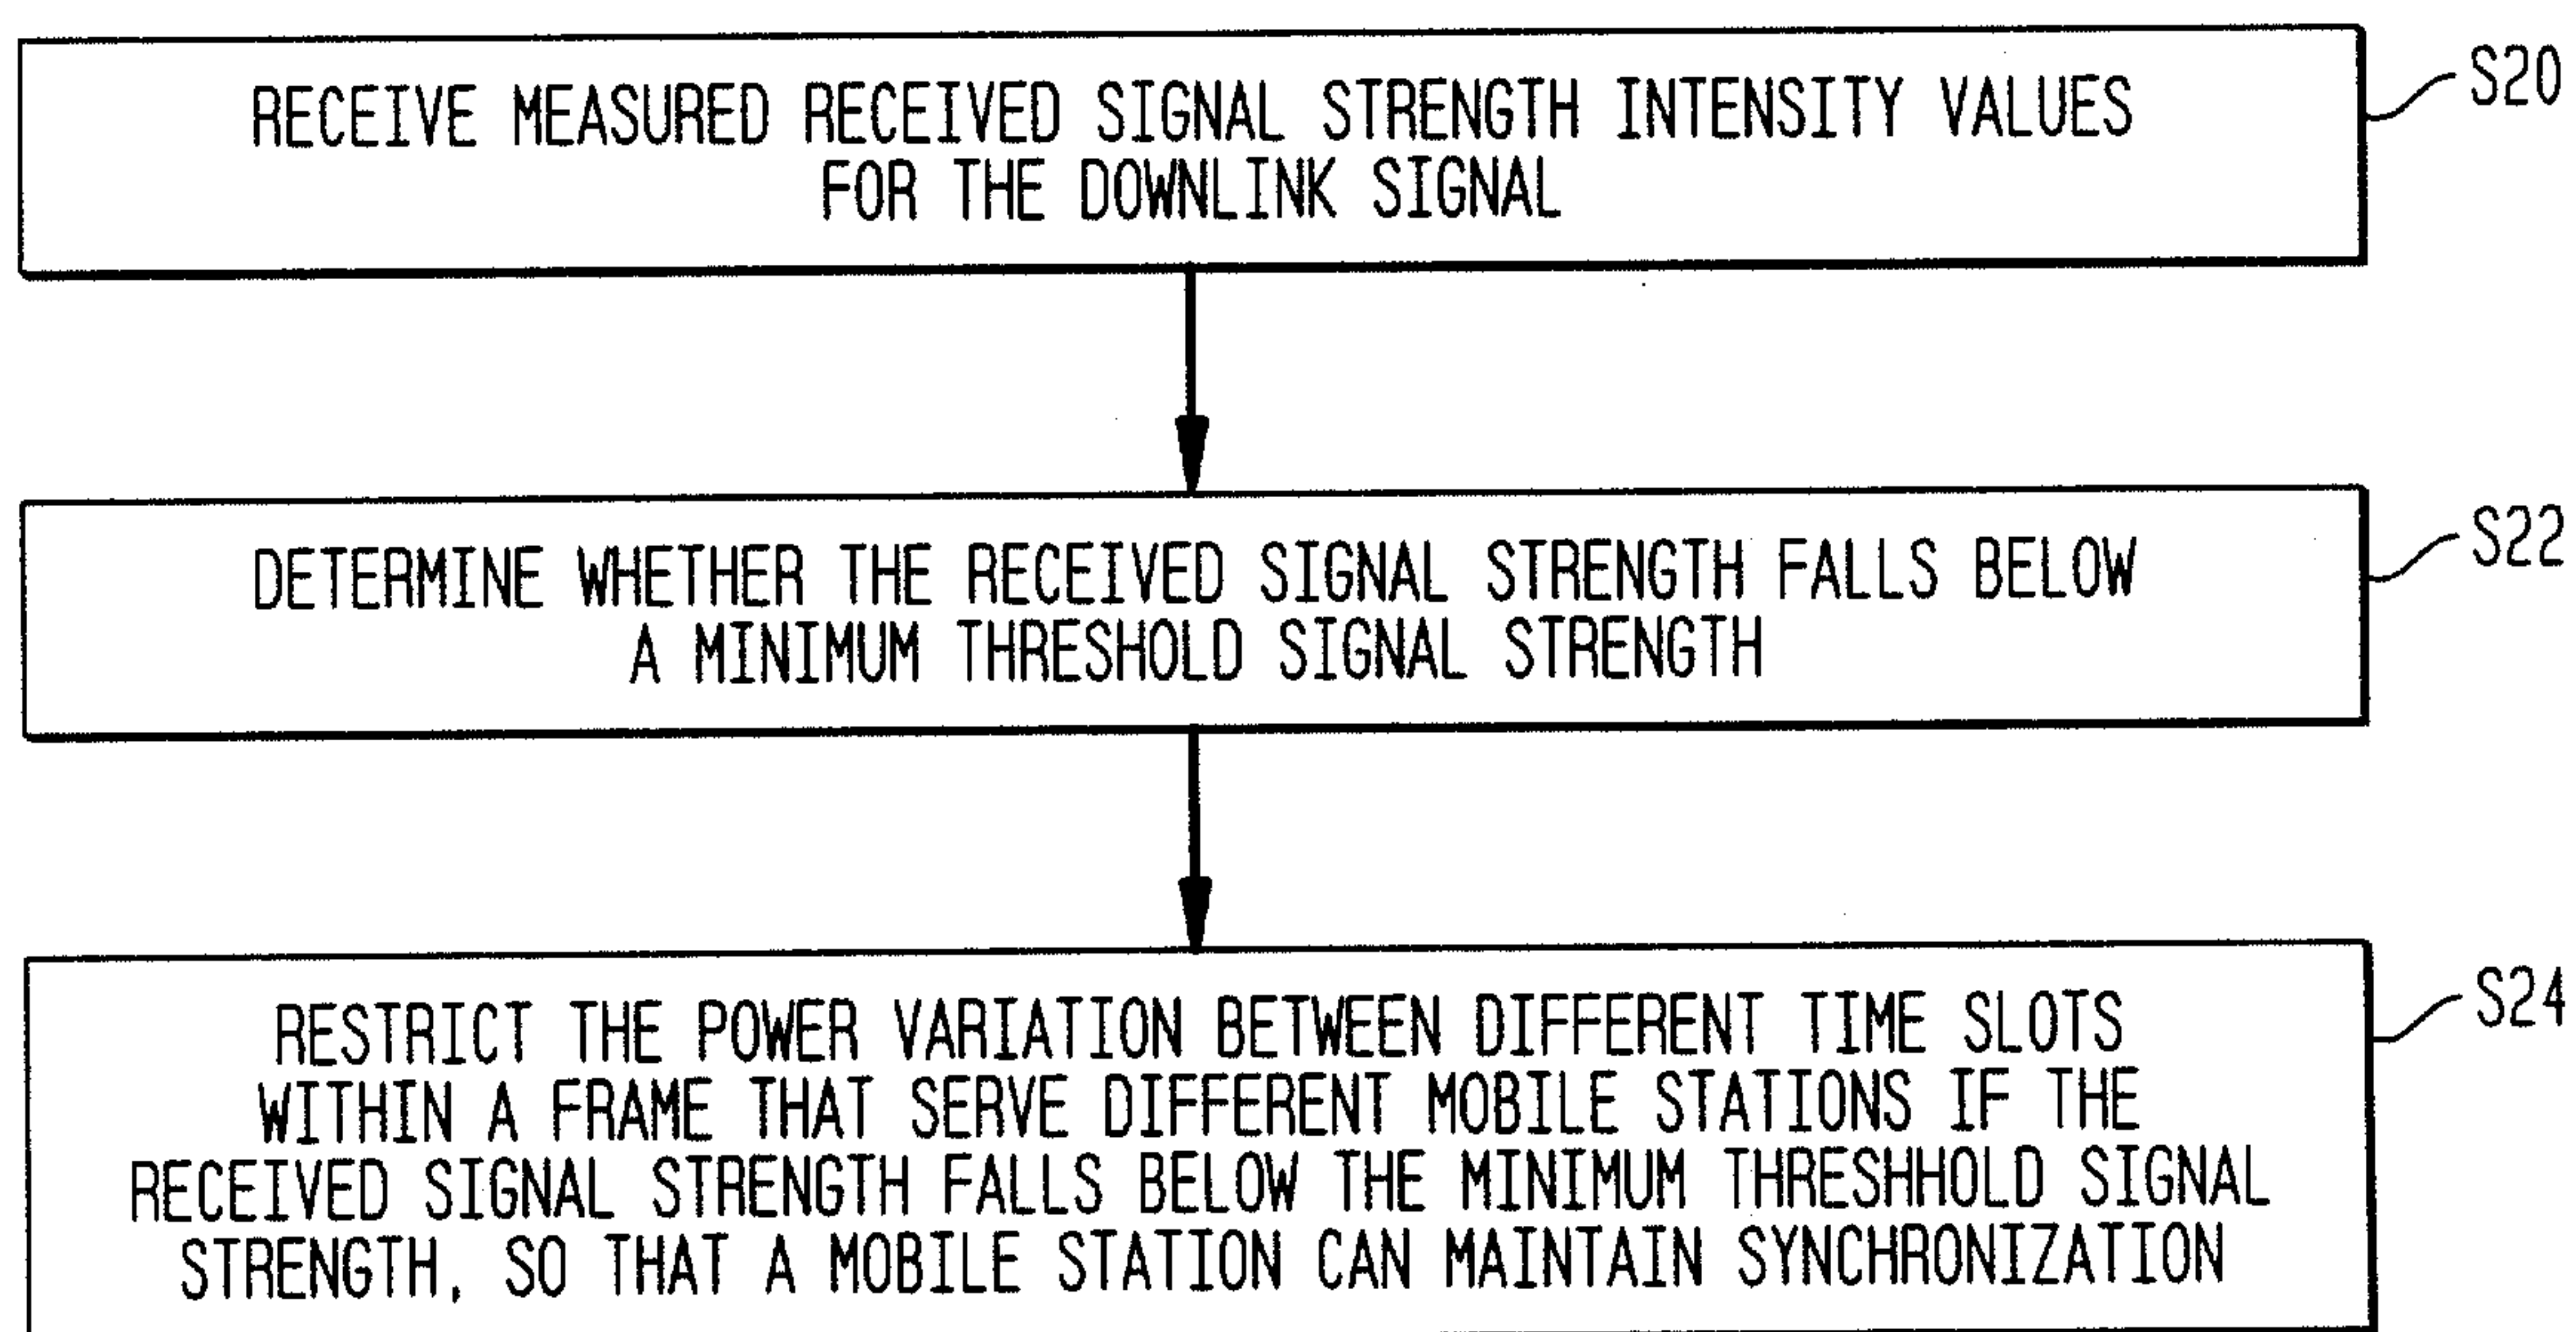 RECEIVE MEASURED RECEIVED SIGNAL STRENGTH INTENSITY VALUES
FOR THE DOWNLINK SIGNAL
S20
DETERMINE WHETHER THE RECEIVED SIGNAL STRENGTH FALLS BELOW
A MINIMUM THRESHOLD SIGNAL STRENGTH
S22
RESTRICT THE POWER VARIATION BETWEEN DIFFERENT TIME SLOTS
WITHIN A FRAME THAT SERVE DIFFERENT MOBILE STATIONS IF THE
RECEIVED SIGNAL STRENGTH FALLS BELOW THE MINIMUM THRESHHOLD SIGNAL
STRENGTH, SO THAT A MOBILE STATION CAN MAINTAIN SYNCHRONIZATION
S24